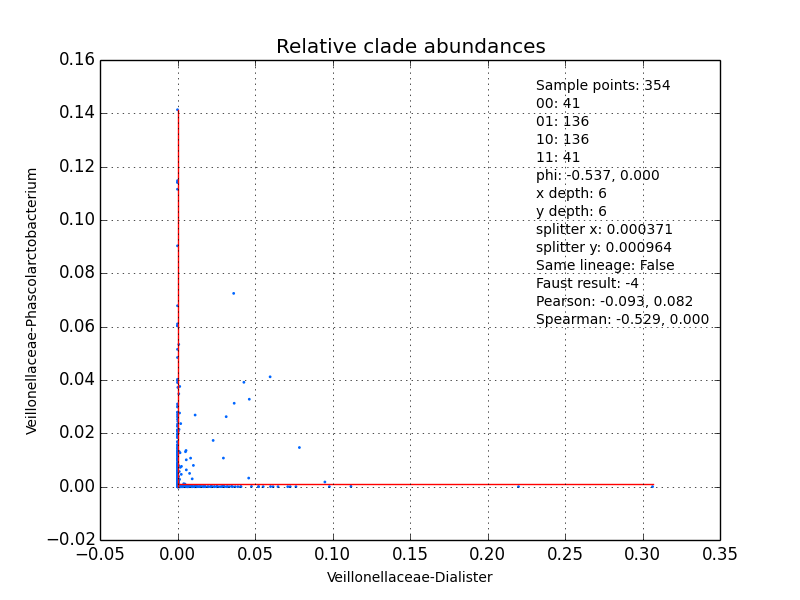 Relative clade abundances
0.16
0.14
0.12
0.10
0.08
0.06
0.04
0.02
0.00
−0.02
Veillonellaceae-Phascolarctobacterium
Sample points: 354
00: 41
01: 136
10: 136
11: 41
phi: -0.537, 0.000
x depth: 6
y depth: 6
splitter x: 0.000371
splitter y: 0.000964
Same lineage: False
Faust result: -4
Pearson: -0.093, 0.082
Spearman: -0.529, 0.000
−0.05 0.00 0.05 0.10 0.15 0.20 0.25 0.30 0.35
Veillonellaceae-Dialister